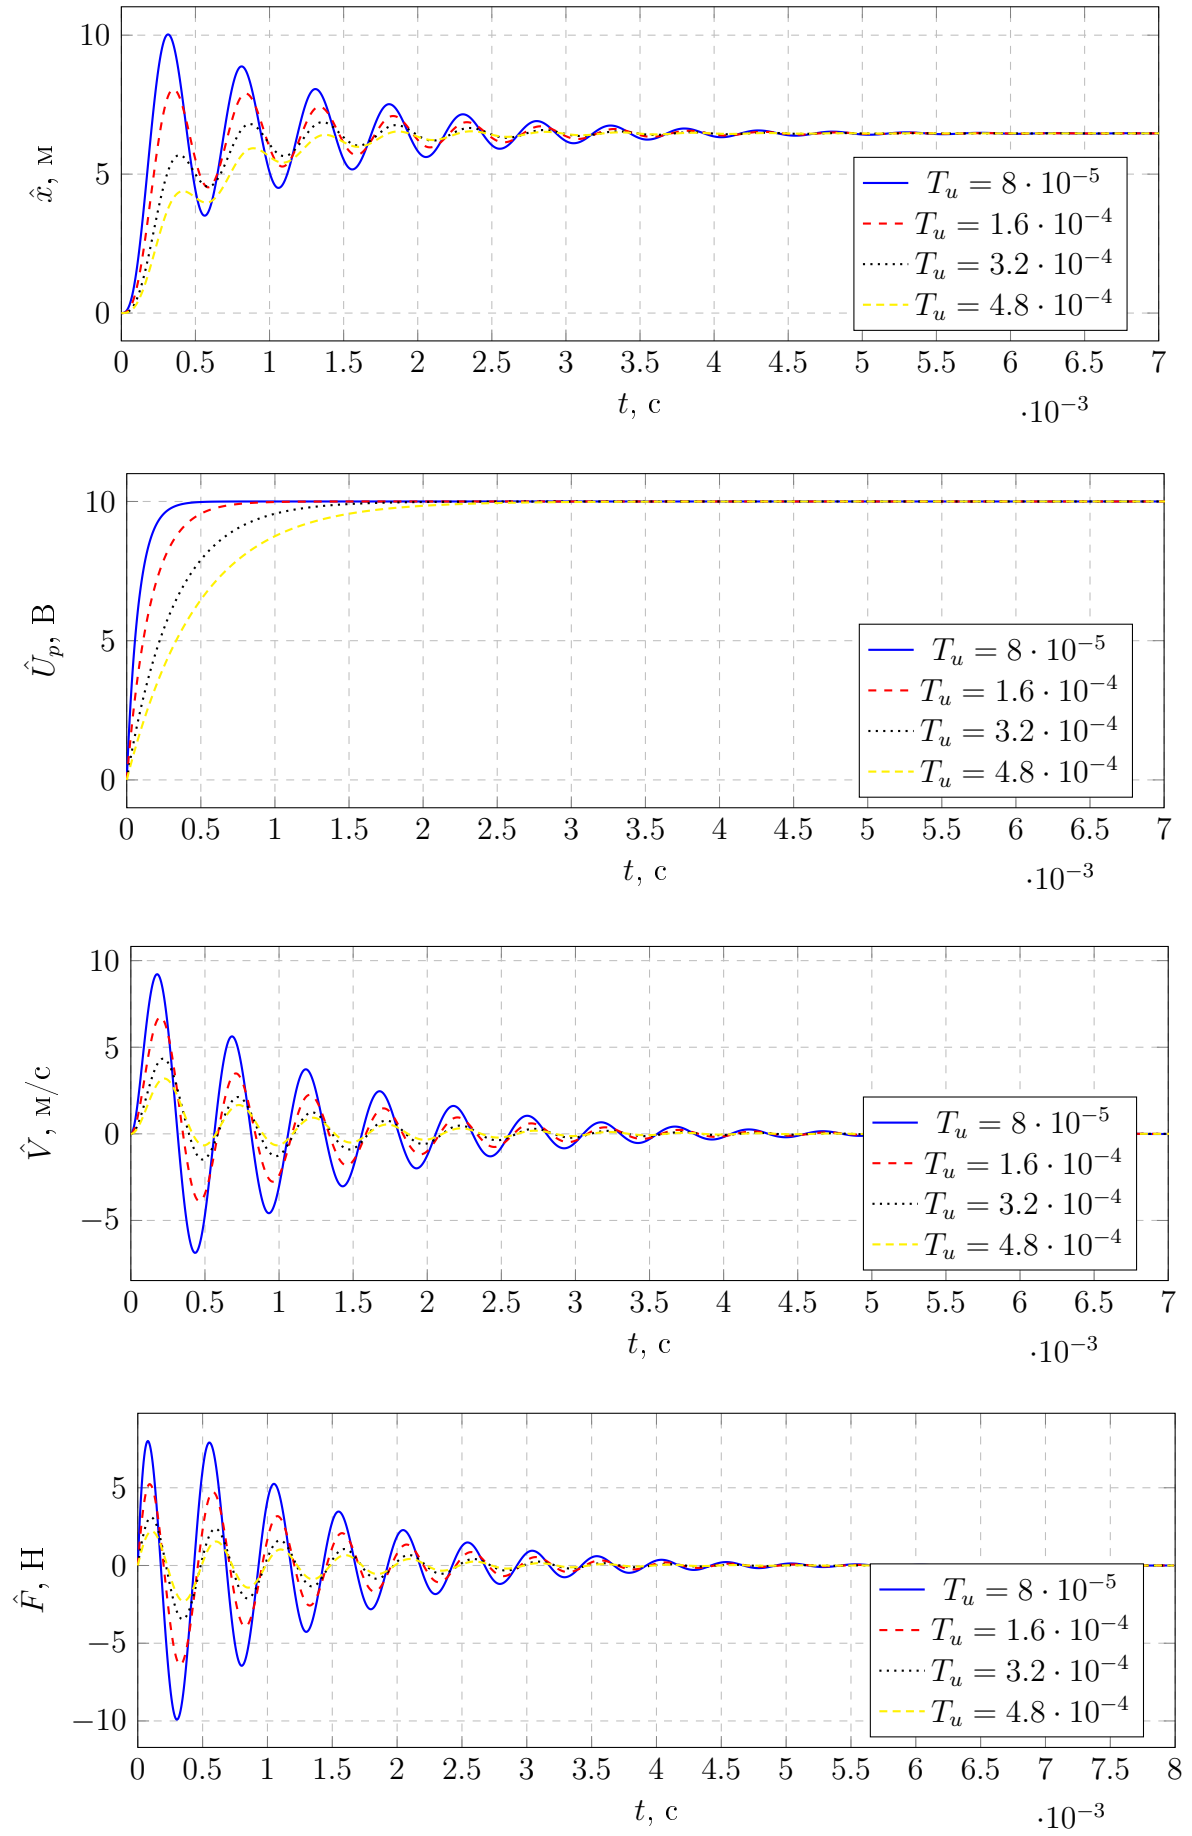 10
5
0
x̂, м
0 0.5 1 1.5 2 2.5 3 3.5 4 4.5 5 5.5 6 6.5 7
t, с
·10⁻³
T_u = 8 · 10⁻⁵
T_u = 1.6 · 10⁻⁴
T_u = 3.2 · 10⁻⁴
T_u = 4.8 · 10⁻⁴
10
5
0
Û_p, В
0 0.5 1 1.5 2 2.5 3 3.5 4 4.5 5 5.5 6 6.5 7
t, с
·10⁻³
T_u = 8 · 10⁻⁵
T_u = 1.6 · 10⁻⁴
T_u = 3.2 · 10⁻⁴
T_u = 4.8 · 10⁻⁴
10
5
0
−5
V̂, м/с
0 0.5 1 1.5 2 2.5 3 3.5 4 4.5 5 5.5 6 6.5 7
t, с
·10⁻³
T_u = 8 · 10⁻⁵
T_u = 1.6 · 10⁻⁴
T_u = 3.2 · 10⁻⁴
T_u = 4.8 · 10⁻⁴
5
0
−5
−10
F̂, Н
0 0.5 1 1.5 2 2.5 3 3.5 4 4.5 5 5.5 6 6.5 7 7.5 8
t, с
·10⁻³
T_u = 8 · 10⁻⁵
T_u = 1.6 · 10⁻⁴
T_u = 3.2 · 10⁻⁴
T_u = 4.8 · 10⁻⁴